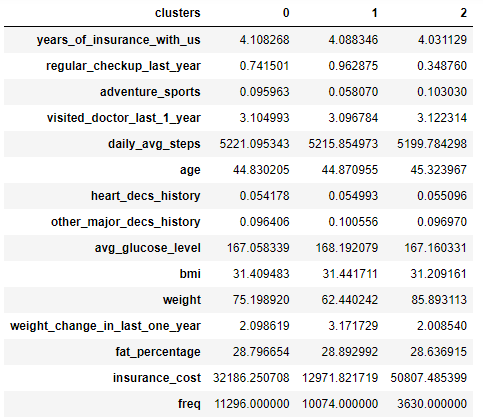 clusters 0 1 2
years_of_insurance_with_us 4.108268 4.088346 4.031129
regular_checkup_last_year 0.741501 0.962875 0.348760
adventure_sports 0.095963 0.058070 0.103030
visited_doctor_last_1_year 3.104993 3.096784 3.122314
daily_avg_steps 5221.095343 5215.854973 5199.784298
age 44.830205 44.870955 45.323967
heart_decs_history 0.054178 0.054993 0.055096
other_major_decs_history 0.096406 0.100556 0.096970
avg_glucose_level 167.058339 168.192079 167.160331
bmi 31.409483 31.441711 31.209161
weight 75.198920 62.440242 85.893113
weight_change_in_last_one_year 2.098619 3.171729 2.008540
fat_percentage 28.796654 28.892992 28.636915
insurance_cost 32186.250708 12971.821719 50807.485399
freq 11296.000000 10074.000000 3630.000000